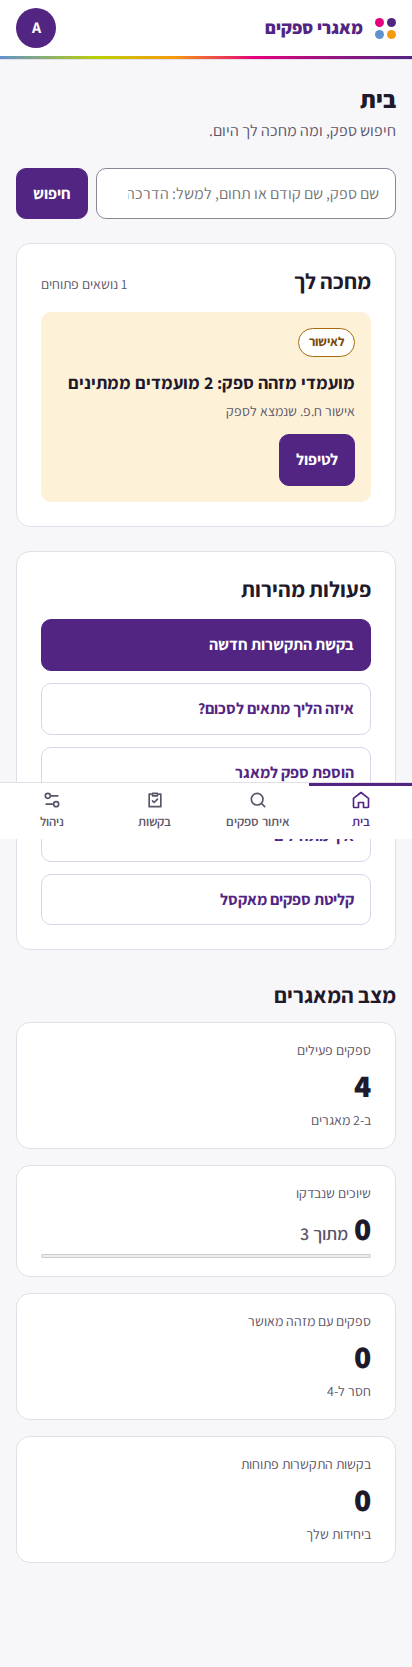 מאגרי ספקים
A
בית
חיפוש ספק, ומה מחכה לך היום.
שם ספק, שם קודם או תחום, למשל: הדרכה
חיפוש
מחכה לך
1 נושאים פתוחים
לאישור
מועמדי מזהה ספק: 2 מועמדים ממתינים
אישור ח.פ. שנמצא לספק
לטיפול
פעולות מהירות
בקשת התקשרות חדשה
איזה הליך מתאים לסכום?
הוספת ספק למאגר
בית
איתור ספקים
בקשות
ניהול
קליטת ספקים מאקסל
מצב המאגרים
ספקים פעילים
4
ב-2 מאגרים
שיוכים שנבדקו
0 מתוך 3
ספקים עם מזהה מאושר
0
חסר ל-4
בקשות התקשרות פתוחות
0
ביחידות שלך